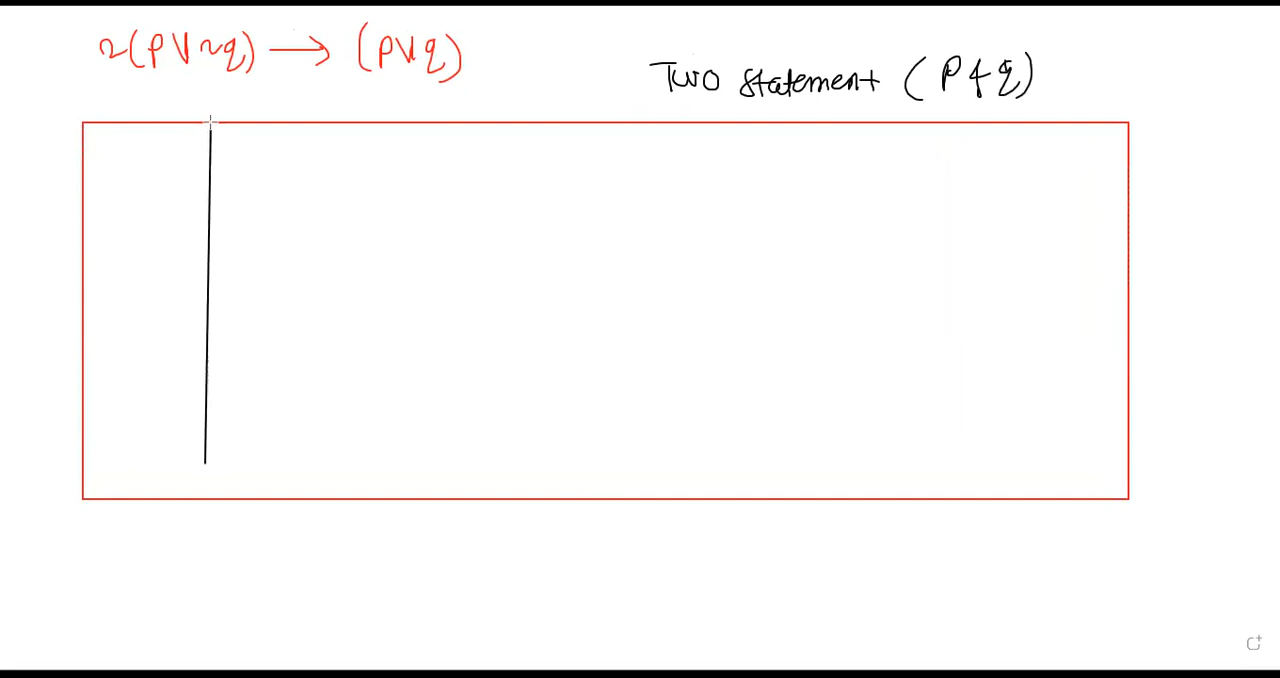 ~(p∨~q) → (p∨q)
Two statement (P & q)